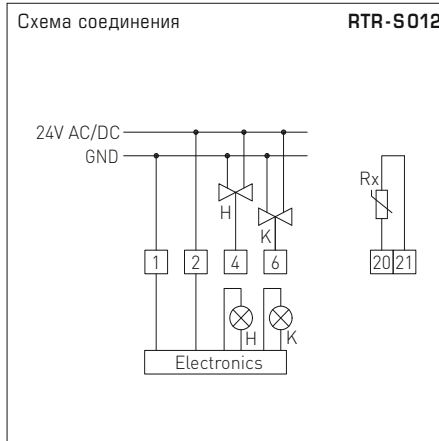 Схема соединения RTR-S012
24V AC/DC
GND
Rx
H
K
1 2 4 6 20 21
H K
Electronics